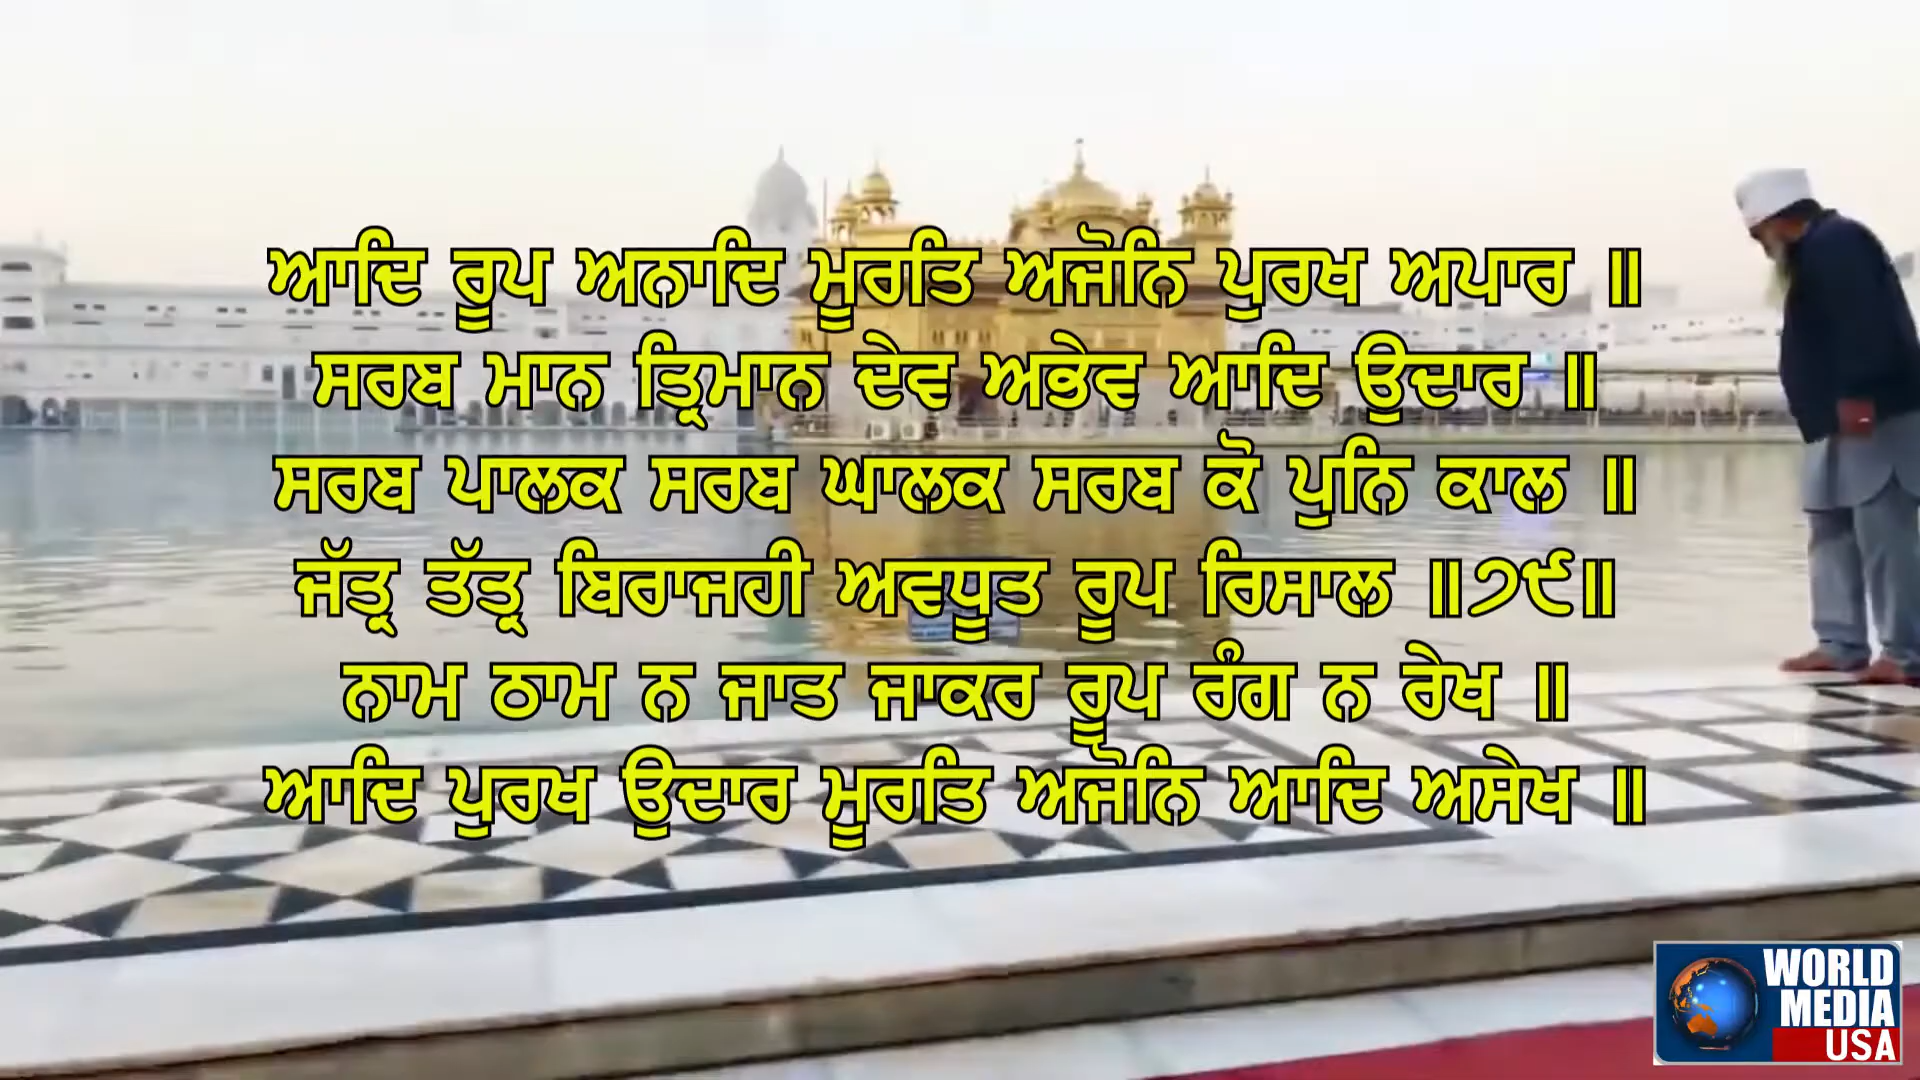 ਆਦਿ ਰੂਪ ਅਨਾਦਿ ਮੂਰਤਿ ਅਜੋਨਿ ਪੁਰਖ ਅਪਾਰ ॥
ਸਰਬ ਮਾਨ ਤ੍ਰਿਮਾਨ ਦੇਵ ਅਭੇਵ ਆਦਿ ਉਦਾਰ ॥
ਸਰਬ ਪਾਲਕ ਸਰਬ ਘਾਲਕ ਸਰਬ ਕੋ ਪੁਨਿ ਕਾਲ ॥
ਜੱਤ੍ਰ ਤੱਤ੍ਰ ਬਿਰਾਜਹੀ ਅਵਧੂਤ ਰੂਪ ਰਿਸਾਲ ॥੭੯॥
ਨਾਮ ਠਾਮ ਨ ਜਾਤ ਜਾਕਰ ਰੂਪ ਰੰਗ ਨ ਰੇਖ ॥
ਆਦਿ ਪੁਰਖ ਉਦਾਰ ਮੂਰਤਿ ਅਜੋਨਿ ਆਦਿ ਅਸੇਖ ॥
WORLD
MEDIA
USA